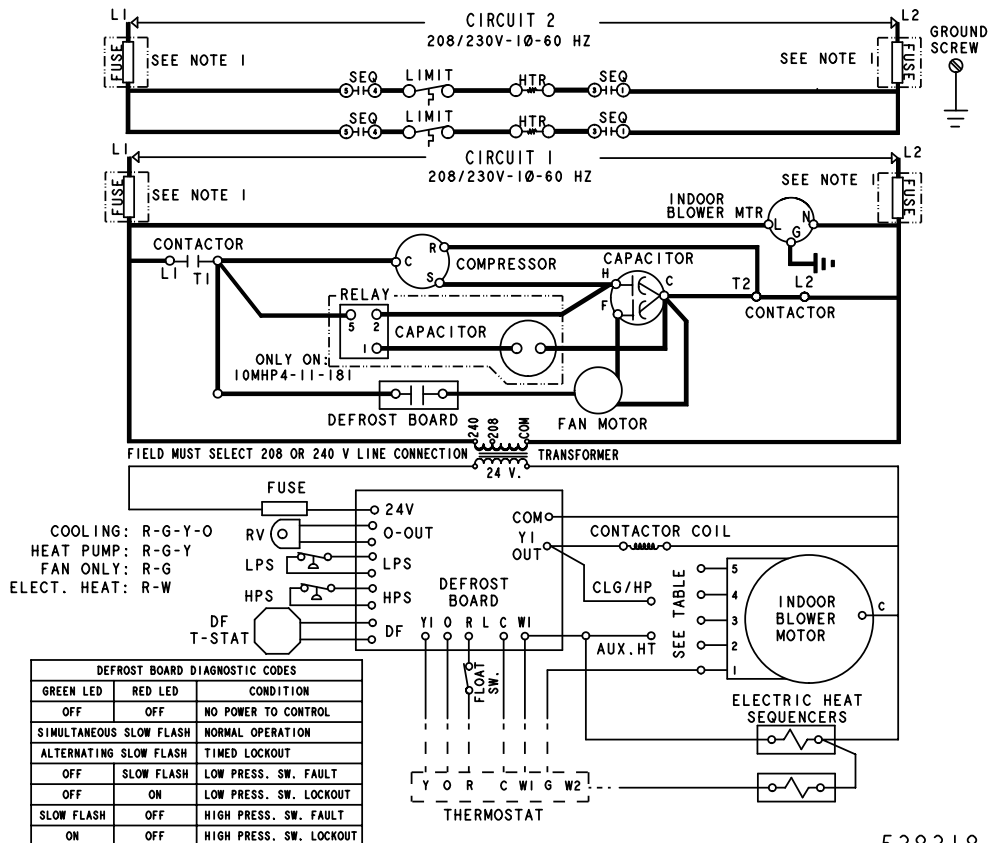 L1
CIRCUIT 2
L2
208/230V-1Ø-60 HZ
GROUND
SCREW
FUSE
SEE NOTE 1
SEE NOTE 1
FUSE
SEQ
LIMIT
HTR
SEQ
5 4
3 1
SEQ
LIMIT
HTR
SEQ
5 4
3 1
L1
CIRCUIT 1
L2
208/230V-1Ø-60 HZ
FUSE
SEE NOTE 1
SEE NOTE 1
FUSE
INDOOR
BLOWER MTR
L
N
G
CONTACTOR
L1
T1
C
R
S
COMPRESSOR
CAPACITOR
H
C
F
T2
L2
CONTACTOR
RELAY
5
2
1
CAPACITOR
ONLY ON:
10MHP4-11-181
DEFROST BOARD
FAN MOTOR
240
208
COM
FIELD MUST SELECT 208 OR 240 V LINE CONNECTION
TRANSFORMER
24 V.
FUSE
24V
COOLING: R-G-Y-O
HEAT PUMP: R-G-Y
FAN ONLY: R-G
ELECT. HEAT: R-W
RV
O-OUT
LPS
LPS
HPS
HPS
DF
T-STAT
DF
DEFROST
BOARD
COM
Y1
OUT
CONTACTOR COIL
CLG/HP
AUX.HT
SEE TABLE
5
4
3
2
1
INDOOR
BLOWER
MOTOR
C
Y1 O R L C W1
FLOAT
SW.
ELECTRIC HEAT
SEQUENCERS
Y O R C W1 G W2
THERMOSTAT
DEFROST BOARD DIAGNOSTIC CODES
GREEN LED RED LED CONDITION
OFF OFF NO POWER TO CONTROL
SIMULTANEOUS SLOW FLASH NORMAL OPERATION
ALTERNATING SLOW FLASH TIMED LOCKOUT
OFF SLOW FLASH LOW PRESS. SW. FAULT
OFF ON LOW PRESS. SW. LOCKOUT
SLOW FLASH OFF HIGH PRESS. SW. FAULT
ON OFF HIGH PRESS. SW. LOCKOUT